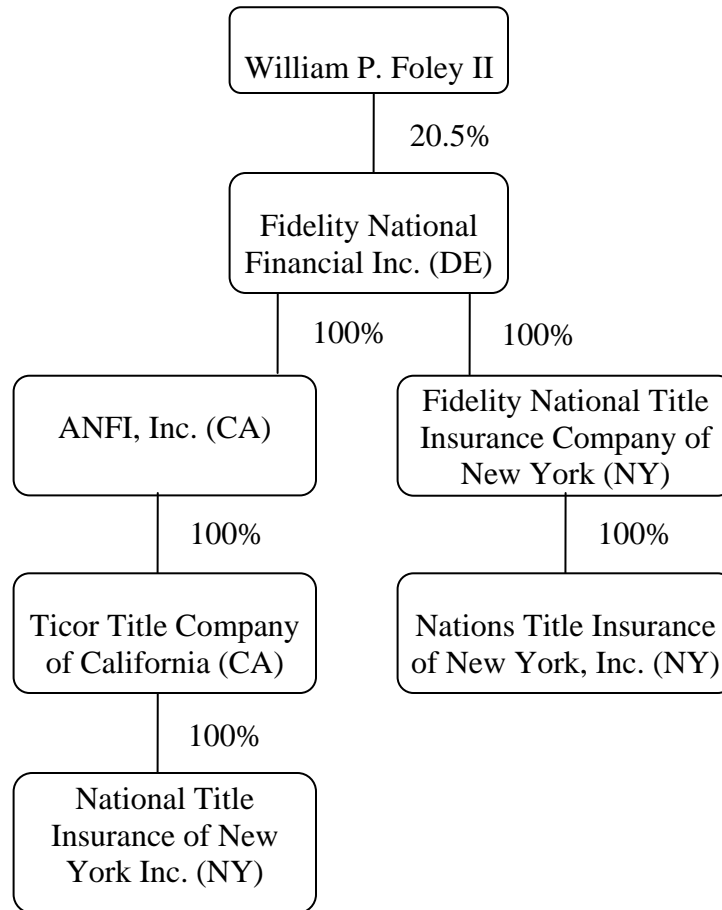 William P. Foley II
20.5%
Fidelity National
Financial Inc. (DE)
100%
100%
ANFI, Inc. (CA)
Fidelity National Title
Insurance Company of
New York (NY)
100%
100%
Ticor Title Company
of California (CA)
Nations Title Insurance
of New York, Inc. (NY)
100%
National Title
Insurance of New
York Inc. (NY)